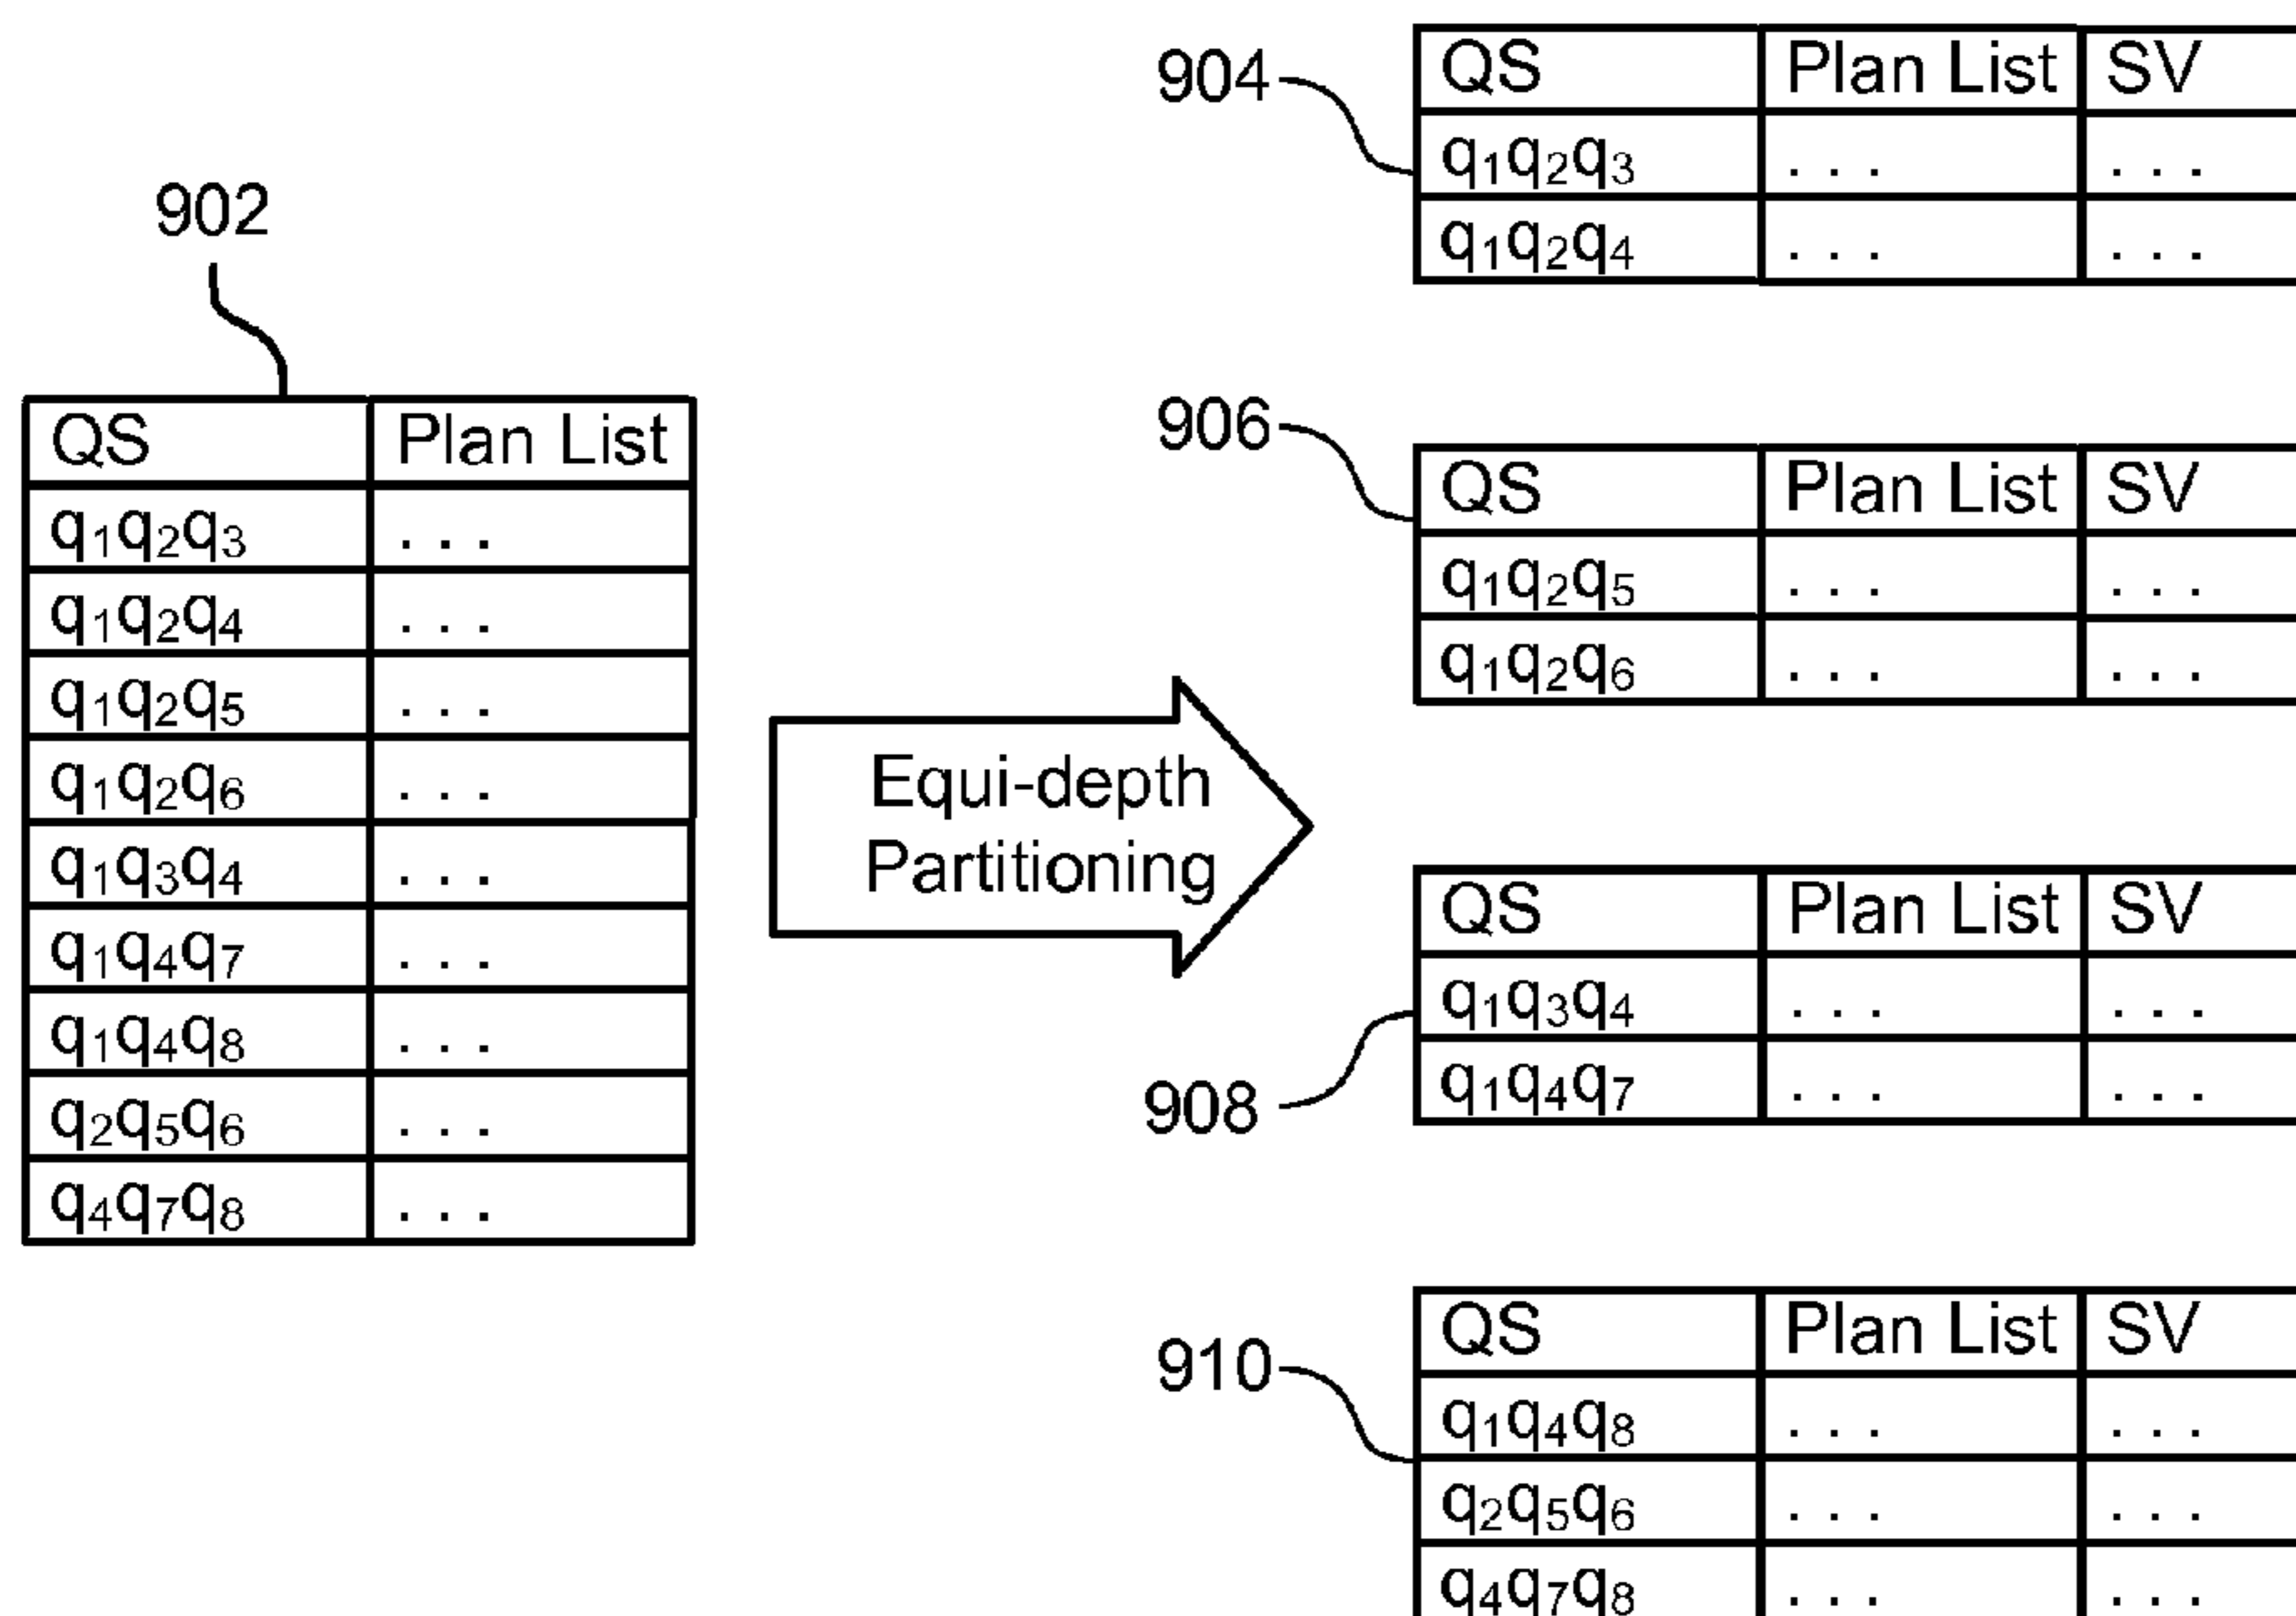 902
QS Plan List
q₁q₂q₃ . . .
q₁q₂q₄ . . .
q₁q₂q₅ . . .
q₁q₂q₆ . . .
q₁q₃q₄ . . .
q₁q₄q₇ . . .
q₁q₄q₈ . . .
q₂q₅q₆ . . .
q₄q₇q₈ . . .
Equi-depth
Partitioning
904
QS Plan List SV
q₁q₂q₃ . . . . . .
q₁q₂q₄ . . . . . .
906
QS Plan List SV
q₁q₂q₅ . . . . . .
q₁q₂q₆ . . . . . .
908
QS Plan List SV
q₁q₃q₄ . . . . . .
q₁q₄q₇ . . . . . .
910
QS Plan List SV
q₁q₄q₈ . . . . . .
q₂q₅q₆ . . . . . .
q₄q₇q₈ . . . . . .